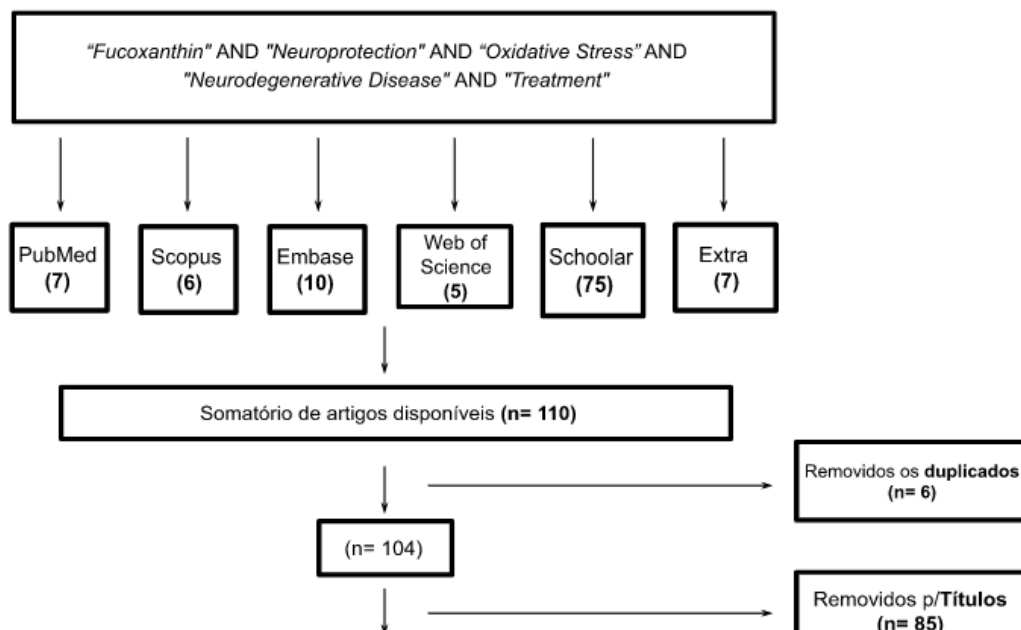 “Fucoxanthin" AND "Neuroprotection" AND “Oxidative Stress” AND
"Neurodegenerative Disease" AND "Treatment"
PubMed
(7)
Scopus
(6)
Embase
(10)
Web of
Science
(5)
Schoolar
(75)
Extra
(7)
Somatório de artigos disponíveis (n= 110)
Removidos os duplicados
(n= 6)
(n= 104)
Removidos p/Títulos
(n= 85)